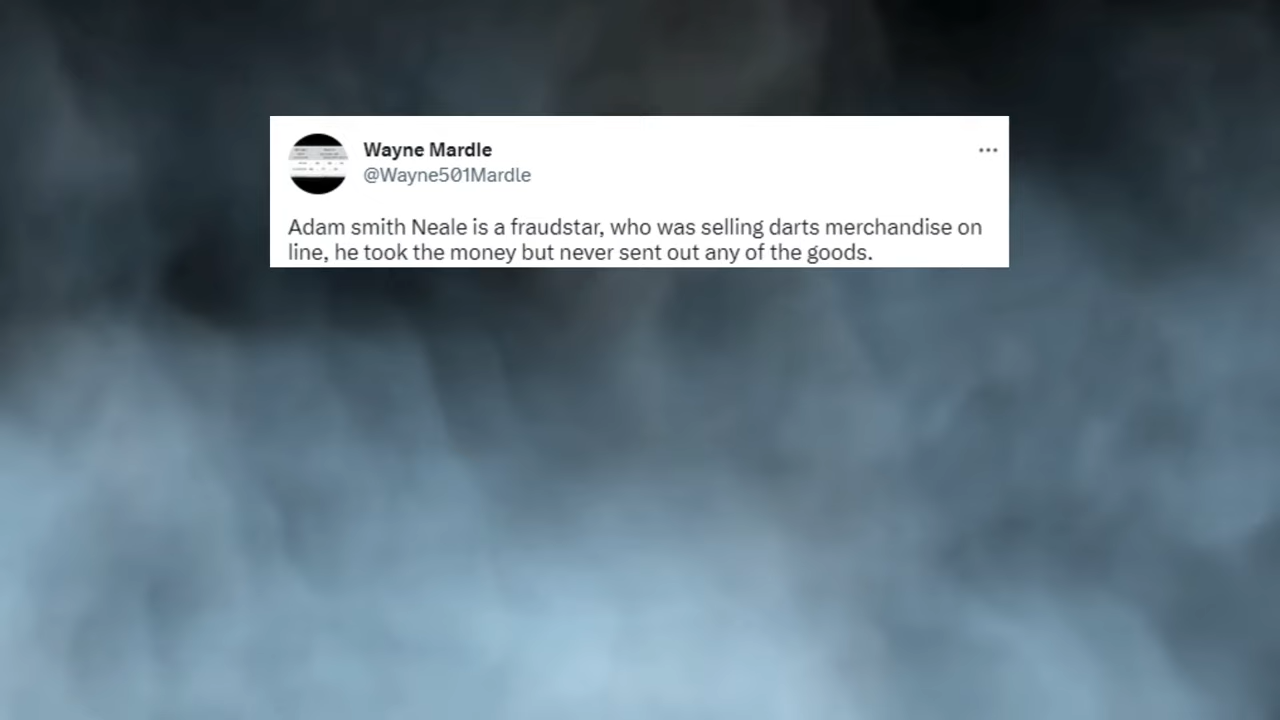 Wayne Mardle
@Wayne501Mardle
Adam smith Neale is a fraudstar, who was selling darts merchandise on
line, he took the money but never sent out any of the goods.